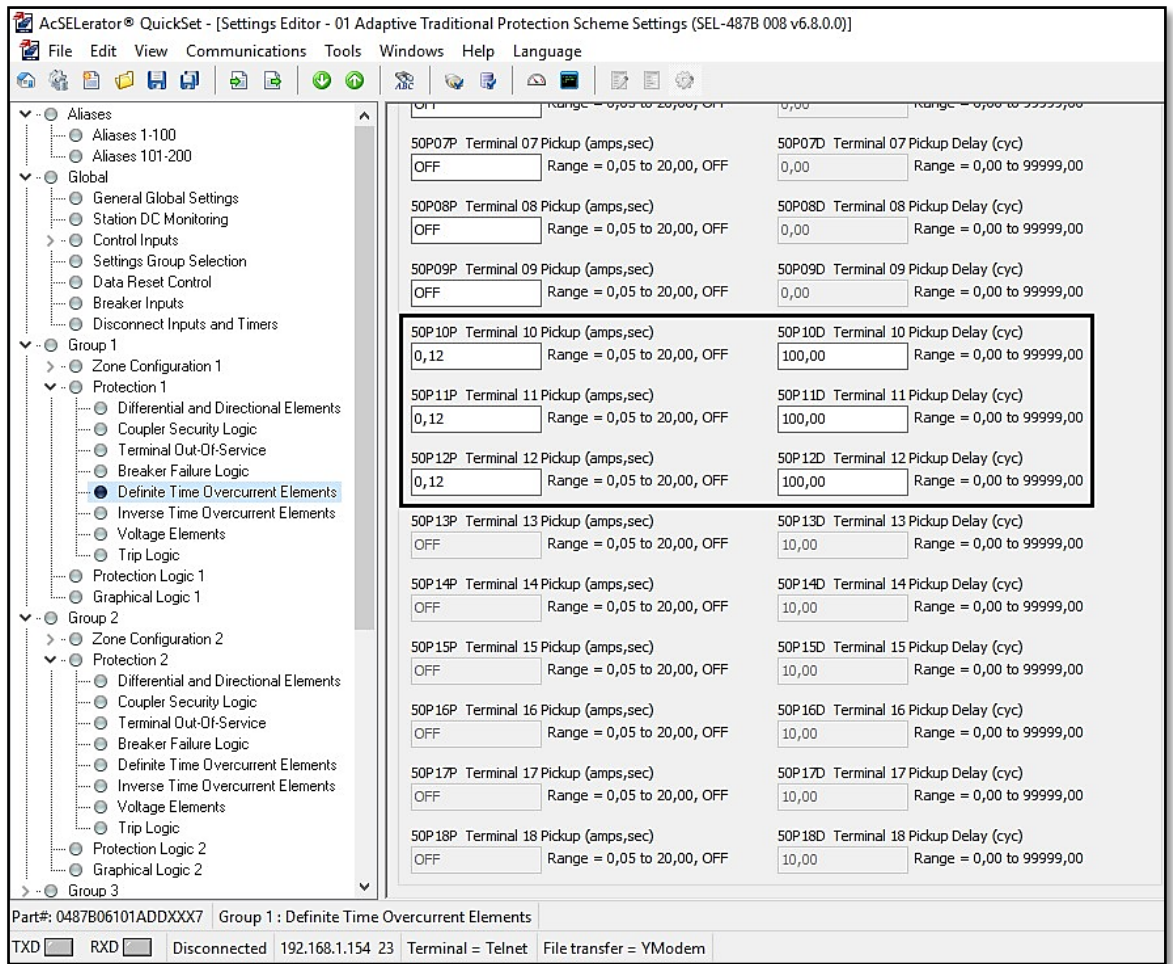 AcSELerator® QuickSet - [Settings Editor - 01 Adaptive Traditional Protection Scheme Settings (SEL-487B 008 v6.8.0.0)]
File Edit View Communications Tools Windows Help Language
Aliases
Aliases 1-100
Aliases 101-200
Global
General Global Settings
Station DC Monitoring
Control Inputs
Settings Group Selection
Data Reset Control
Breaker Inputs
Disconnect Inputs and Timers
Group 1
Zone Configuration 1
Protection 1
Differential and Directional Elements
Coupler Security Logic
Terminal Out-Of-Service
Breaker Failure Logic
Definite Time Overcurrent Elements
Inverse Time Overcurrent Elements
Voltage Elements
Trip Logic
Protection Logic 1
Graphical Logic 1
Group 2
Zone Configuration 2
Protection 2
Differential and Directional Elements
Coupler Security Logic
Terminal Out-Of-Service
Breaker Failure Logic
Definite Time Overcurrent Elements
Inverse Time Overcurrent Elements
Voltage Elements
Trip Logic
Protection Logic 2
Graphical Logic 2
Group 3
OFF Range = 0,05 to 20,00, OFF 0,00 Range = 0,00 to 99999,00
50P07P Terminal 07 Pickup (amps,sec) 50P07D Terminal 07 Pickup Delay (cyc)
OFF Range = 0,05 to 20,00, OFF 0,00 Range = 0,00 to 99999,00
50P08P Terminal 08 Pickup (amps,sec) 50P08D Terminal 08 Pickup Delay (cyc)
OFF Range = 0,05 to 20,00, OFF 0,00 Range = 0,00 to 99999,00
50P09P Terminal 09 Pickup (amps,sec) 50P09D Terminal 09 Pickup Delay (cyc)
OFF Range = 0,05 to 20,00, OFF 0,00 Range = 0,00 to 99999,00
50P10P Terminal 10 Pickup (amps,sec) 50P10D Terminal 10 Pickup Delay (cyc)
0,12 Range = 0,05 to 20,00, OFF 100,00 Range = 0,00 to 99999,00
50P11P Terminal 11 Pickup (amps,sec) 50P11D Terminal 11 Pickup Delay (cyc)
0,12 Range = 0,05 to 20,00, OFF 100,00 Range = 0,00 to 99999,00
50P12P Terminal 12 Pickup (amps,sec) 50P12D Terminal 12 Pickup Delay (cyc)
0,12 Range = 0,05 to 20,00, OFF 100,00 Range = 0,00 to 99999,00
50P13P Terminal 13 Pickup (amps,sec) 50P13D Terminal 13 Pickup Delay (cyc)
OFF Range = 0,05 to 20,00, OFF 10,00 Range = 0,00 to 99999,00
50P14P Terminal 14 Pickup (amps,sec) 50P14D Terminal 14 Pickup Delay (cyc)
OFF Range = 0,05 to 20,00, OFF 10,00 Range = 0,00 to 99999,00
50P15P Terminal 15 Pickup (amps,sec) 50P15D Terminal 15 Pickup Delay (cyc)
OFF Range = 0,05 to 20,00, OFF 10,00 Range = 0,00 to 99999,00
50P16P Terminal 16 Pickup (amps,sec) 50P16D Terminal 16 Pickup Delay (cyc)
OFF Range = 0,05 to 20,00, OFF 10,00 Range = 0,00 to 99999,00
50P17P Terminal 17 Pickup (amps,sec) 50P17D Terminal 17 Pickup Delay (cyc)
OFF Range = 0,05 to 20,00, OFF 10,00 Range = 0,00 to 99999,00
50P18P Terminal 18 Pickup (amps,sec) 50P18D Terminal 18 Pickup Delay (cyc)
OFF Range = 0,05 to 20,00, OFF 10,00 Range = 0,00 to 99999,00
Part#: 0487B06101ADDXXX7 Group 1 : Definite Time Overcurrent Elements
TXD RXD Disconnected 192.168.1.154 23 Terminal = Telnet File transfer = YModem